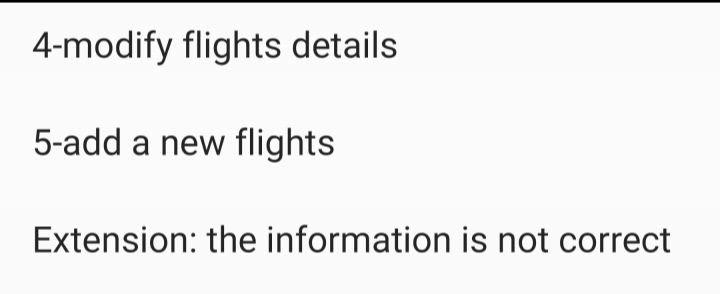 4-modify flights details
5-add a new flights
Extension: the information is not correct